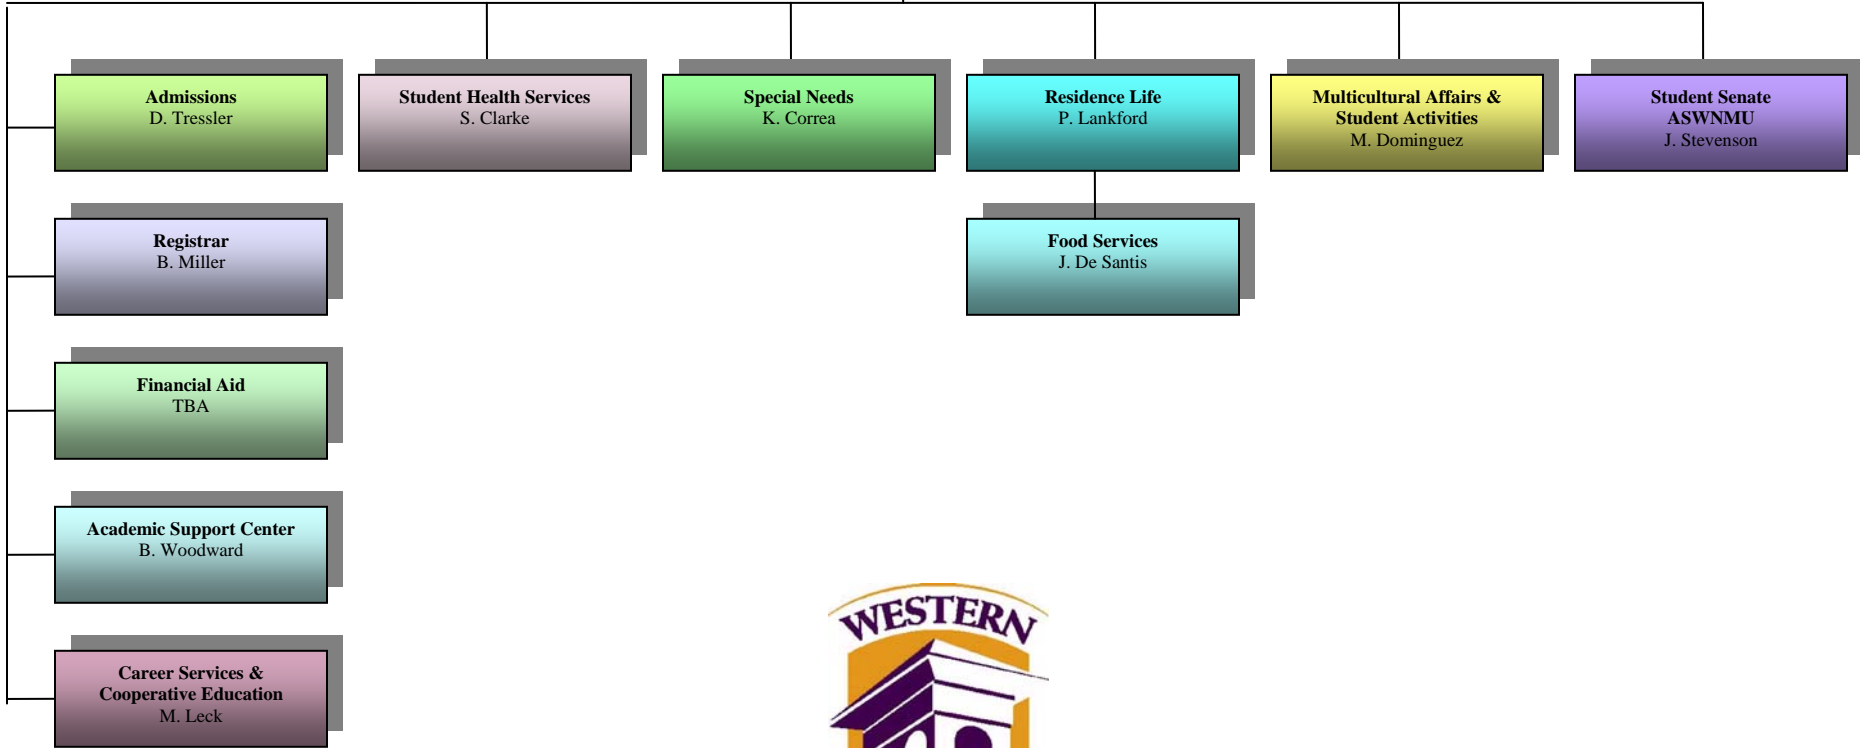 Admissions
D. Tressler
Student Health Services
S. Clarke
Special Needs
K. Correa
Residence Life
P. Lankford
Multicultural Affairs &
Student Activities
M. Dominguez
Student Senate
ASWNMU
J. Stevenson
Registrar
B. Miller
Food Services
J. De Santis
Financial Aid
TBA
Academic Support Center
B. Woodward
Career Services &
Cooperative Education
M. Leck
WESTERN